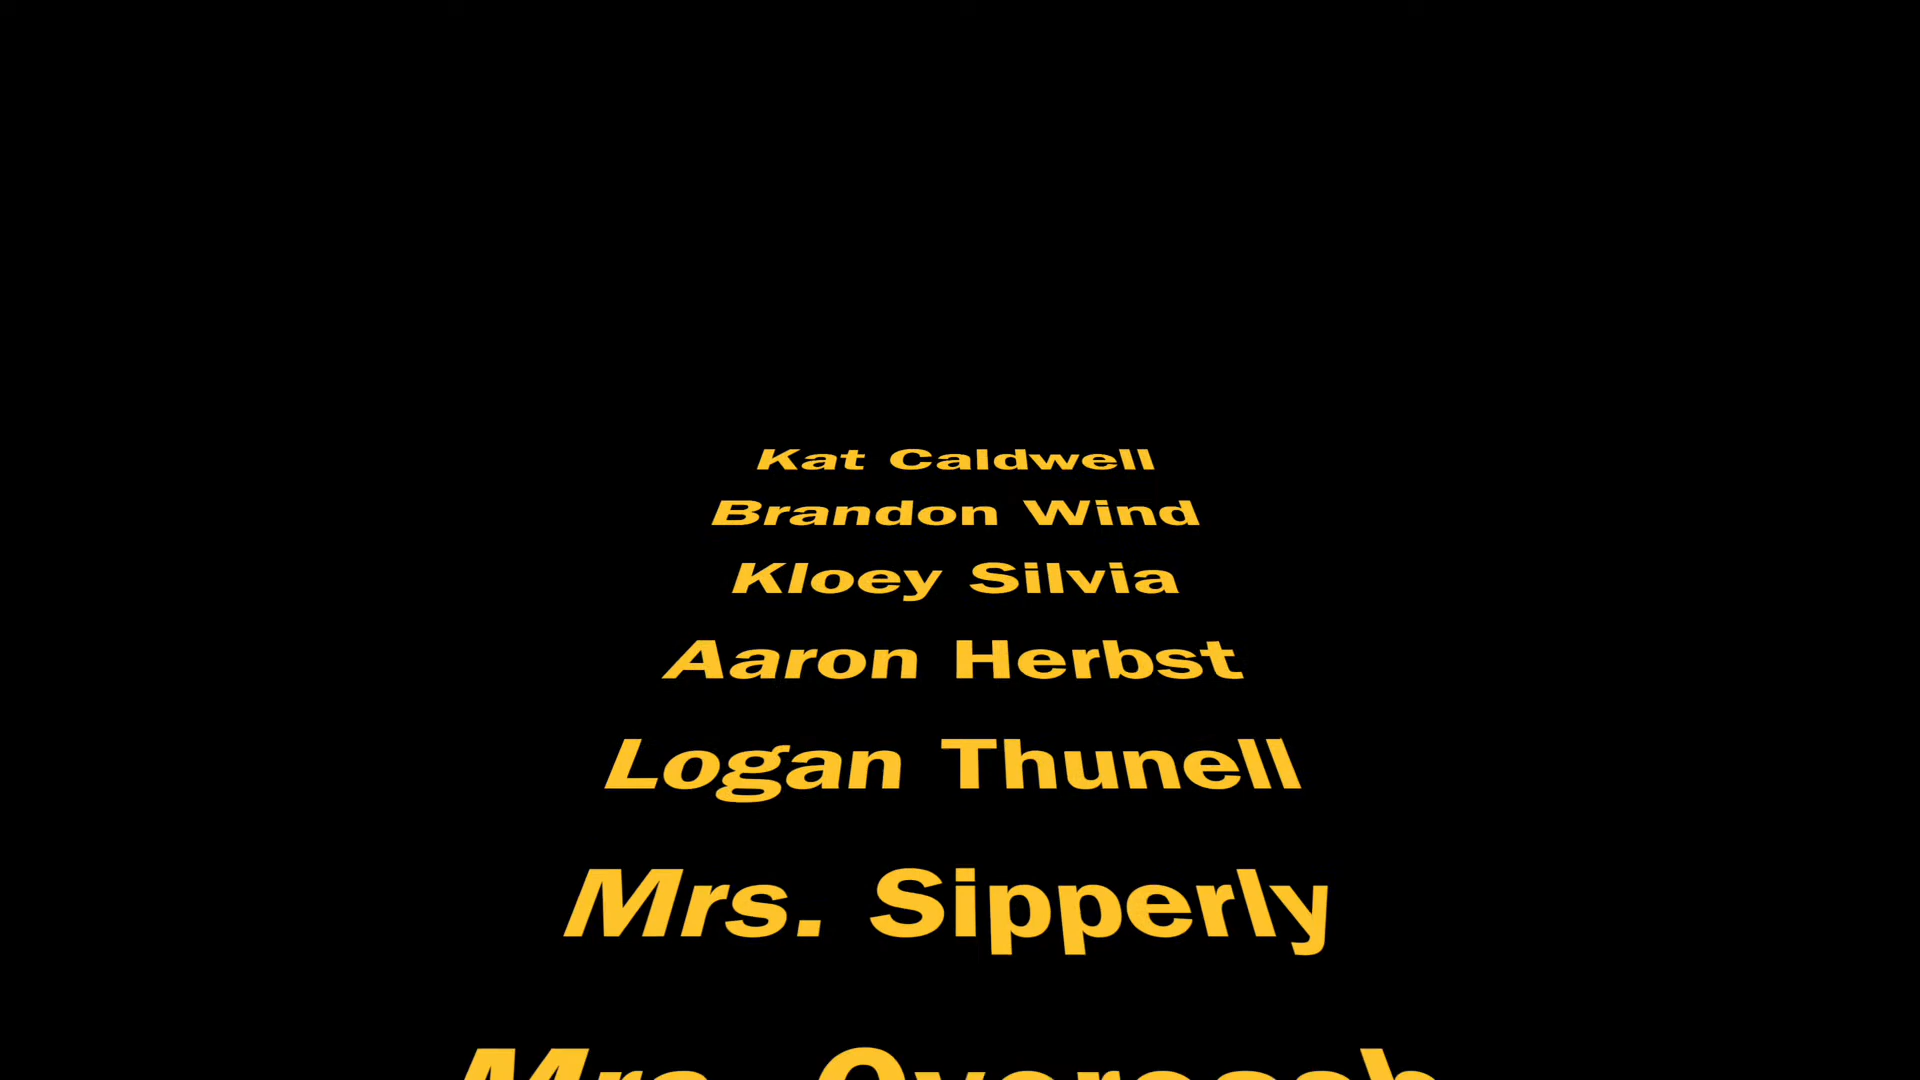 Kat Caldwell
Brandon Wind
Kloey Silvia
Aaron Herbst
Logan Thunell
Mrs. Sipperly